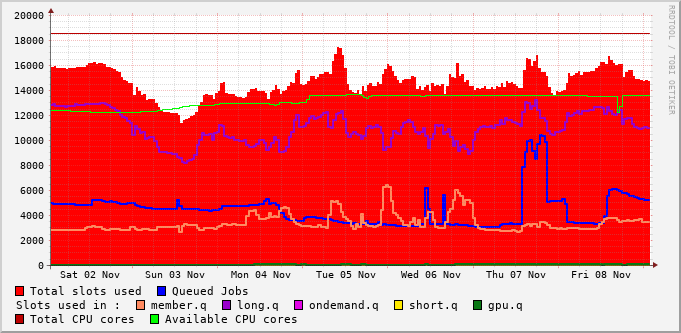 20000
18000
16000
14000
12000
10000
8000
6000
4000
2000
0
Sat 02 Nov Sun 03 Nov Mon 04 Nov Tue 05 Nov Wed 06 Nov Thu 07 Nov Fri 08 Nov
Total slots used Queued Jobs
Slots used in : member.q long.q ondemand.q short.q gpu.q
Total CPU cores Available CPU cores
RRDTOOL / TOBI OETIKER